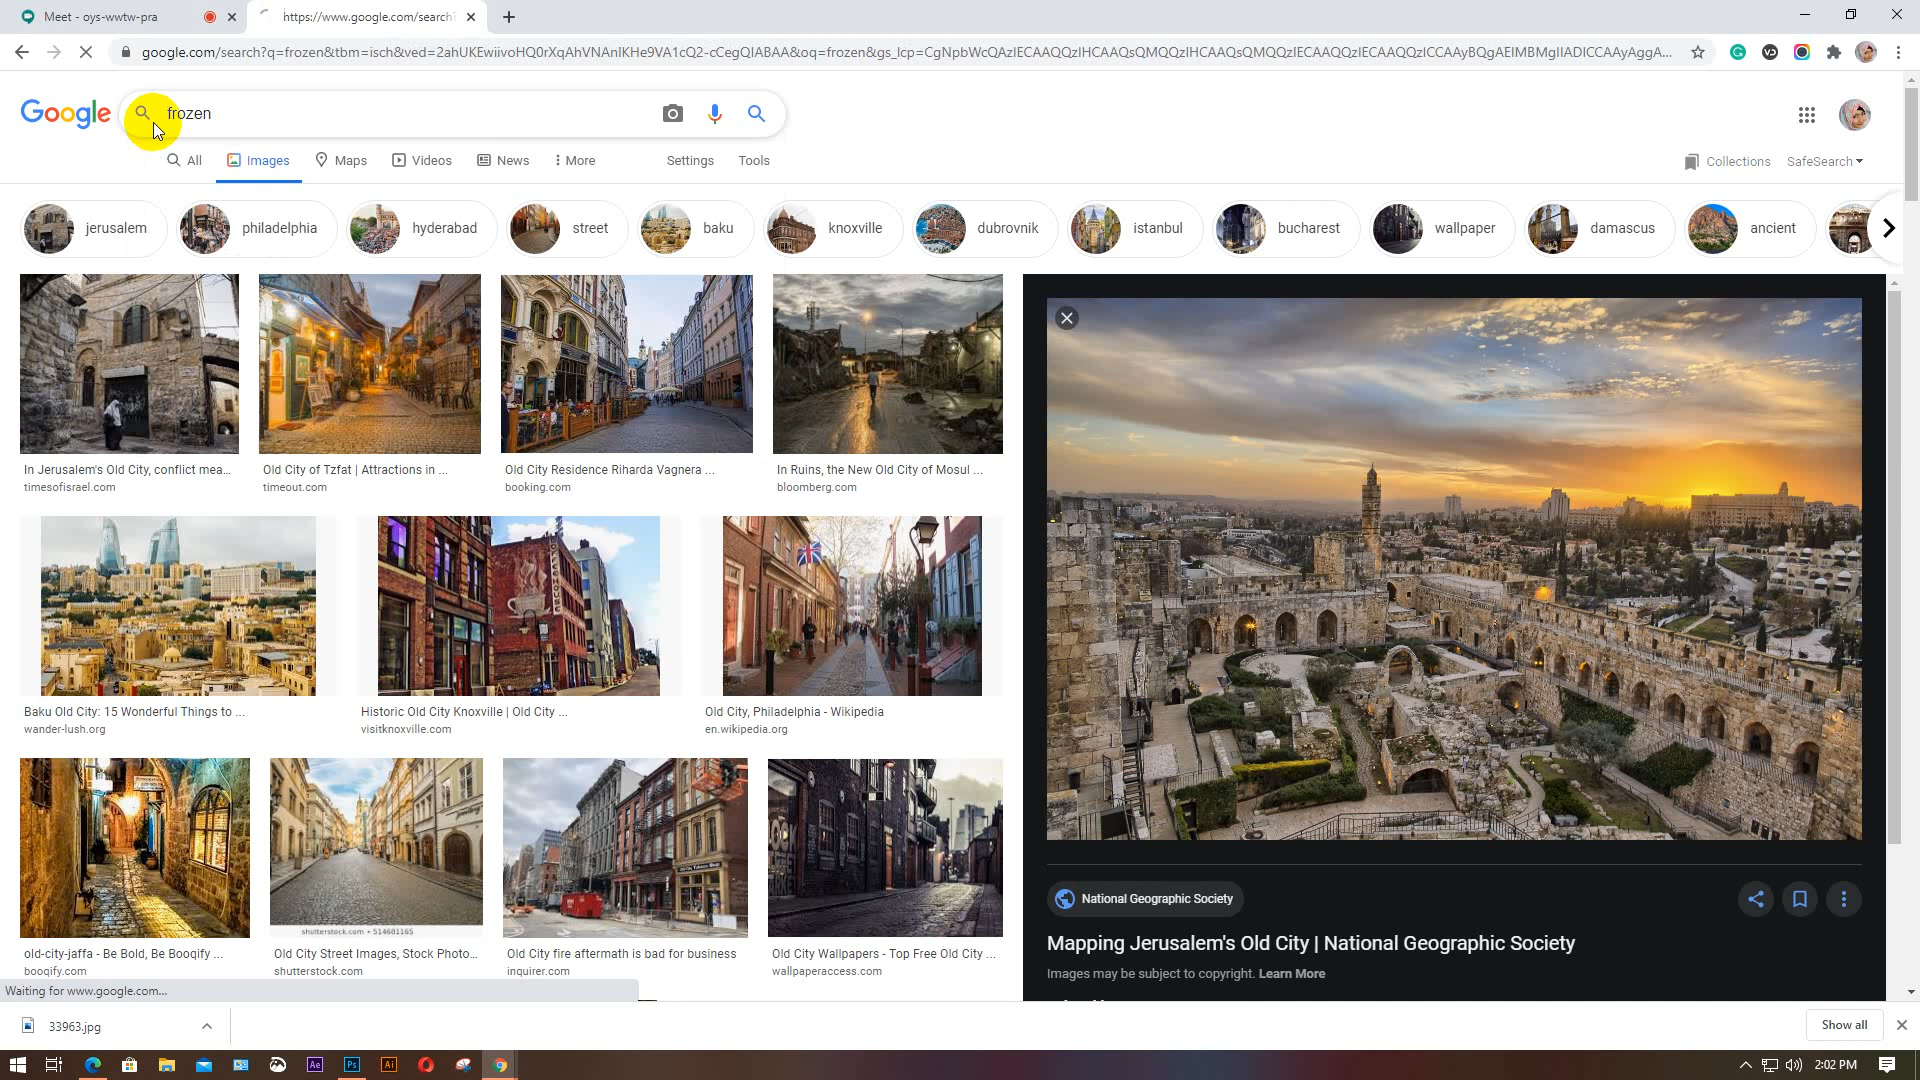 Meet - oys-wwtw-pra
https://www.google.com/search?
google.com/search?q=frozen&tbm=isch&ved=2ahUKEwiivoHQ0rXqAhVNAnIKHe9VA1cQ2-cCegQIABAA&oq=frozen&gs_lcp=CgNpbWcQAzIECAAQQzIHCAAQsQMQQzIHCAAQsQMQQzIECAAQQzIECAAQQzICCAAyBQgAEIMBMgIIADICCAAyAggA...
Google
frozen
All
Images
Maps
Videos
News
More
Settings
Tools
Collections
SafeSearch
jerusalem
philadelphia
hyderabad
street
baku
knoxville
dubrovnik
istanbul
bucharest
wallpaper
damascus
ancient
In Jerusalem's Old City, conflict mea...
timesofisrael.com
Old City of Tzfat | Attractions in ...
timeout.com
Old City Residence Riharda Vagnera ...
booking.com
In Ruins, the New Old City of Mosul ...
bloomberg.com
Baku Old City: 15 Wonderful Things to ...
wander-lush.org
Historic Old City Knoxville | Old City ...
visitknoxville.com
Old City, Philadelphia - Wikipedia
en.wikipedia.org
shutterstock.com • 514681165
old-city-jaffa - Be Bold, Be Booqify ...
booqify.com
Old City Street Images, Stock Photo...
shutterstock.com
Old City fire aftermath is bad for business
inquirer.com
Old City Wallpapers - Top Free Old City ...
wallpaperaccess.com
National Geographic Society
Mapping Jerusalem's Old City | National Geographic Society
Images may be subject to copyright. Learn More
Waiting for www.google.com...
33963.jpg
Show all
Ae
Ps
Ai
2:02 PM